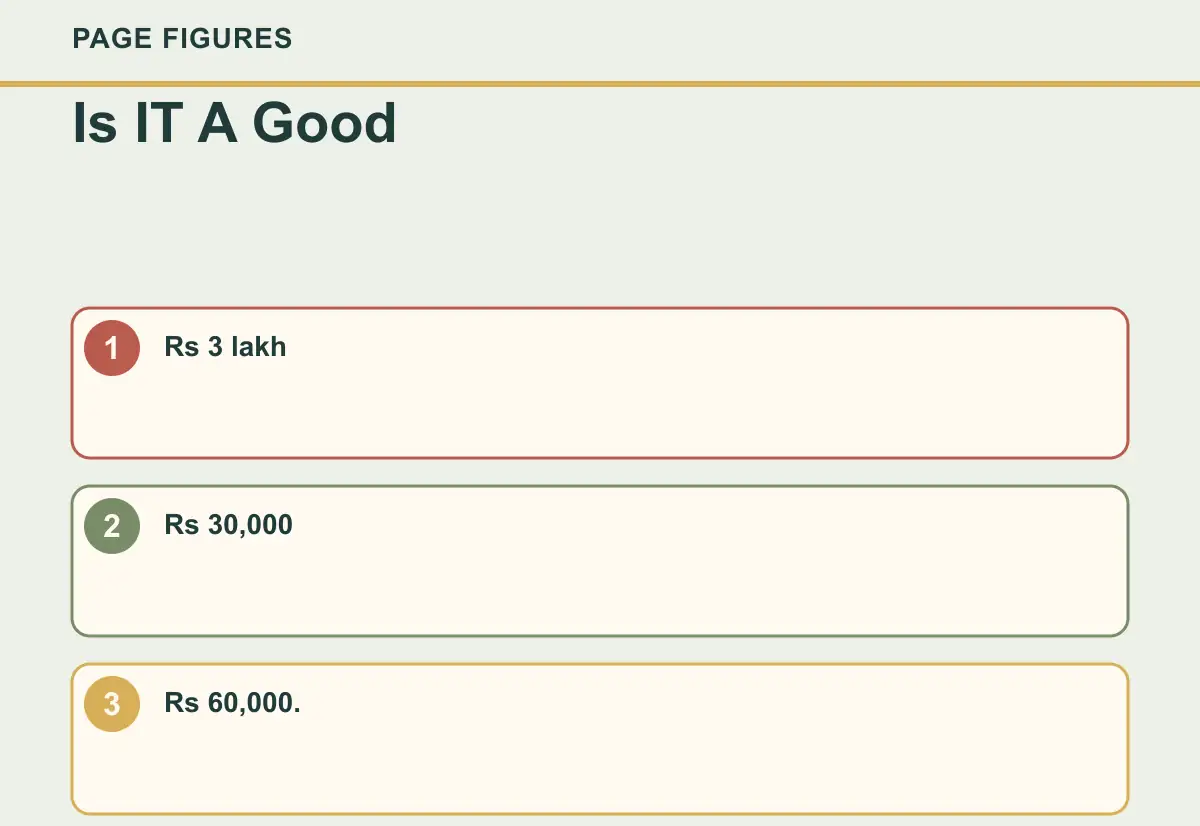 PAGE FIGURES
Is IT A Good
1 Rs 3 lakh
2 Rs 30,000
3 Rs 60,000.